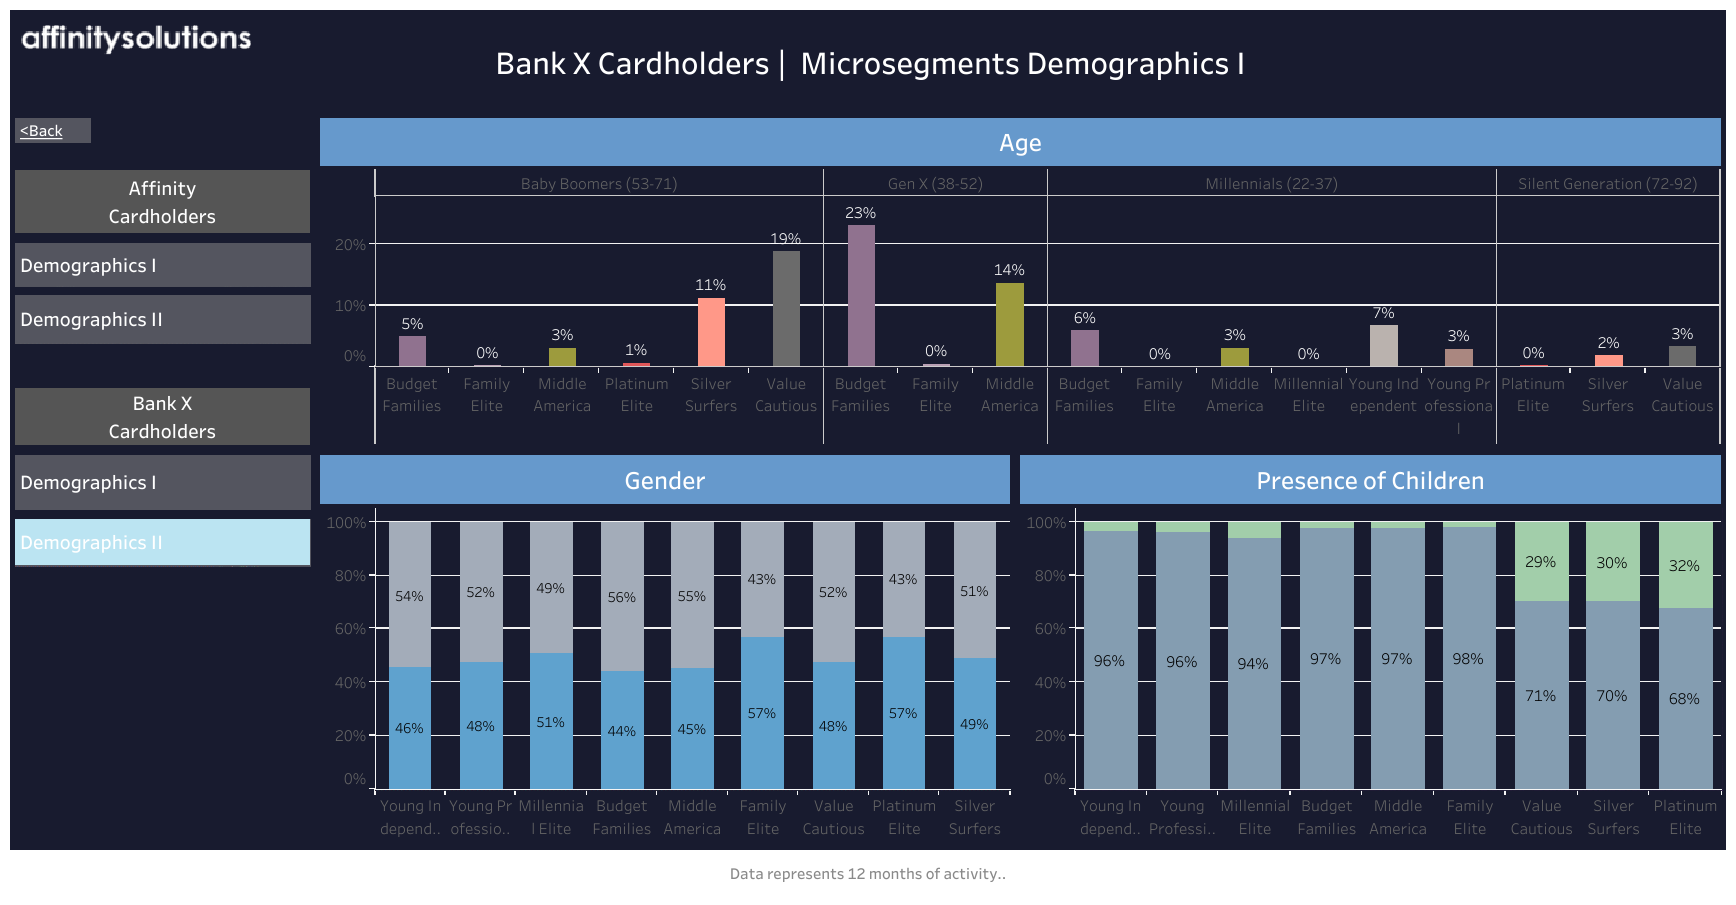 affinitysolutions
Bank X Cardholders | Microsegments Demographics I
<Back
Affinity
Cardholders
Demographics I
Demographics II
Bank X
Cardholders
Demographics I
Demographics II
Age
Baby Boomers (53-71) Gen X (38-52) Millennials (22-37) Silent Generation (72-92)
20%
10%
0%
5% 0% 3% 1% 11% 19% 23% 0% 14% 6% 0% 3% 0% 7% 3% 0% 2% 3%
Budget Family Middle Platinum Silver Value Budget Family Middle Budget Family Middle Millennial Young Ind Young Pr Platinum Silver Value
Families Elite America Elite Surfers Cautious Families Elite America Families Elite America Elite ependent ofessiona Elite Surfers Cautious
l
Gender
100%
80%
60%
40%
20%
0%
54% 52% 49% 56% 55% 43% 52% 43% 51%
46% 48% 51% 44% 45% 57% 48% 57% 49%
Young In Young Pr Millennia Budget Middle Family Value Platinum Silver
depend.. ofessio.. l Elite Families America Elite Cautious Elite Surfers
Presence of Children
100%
80%
60%
40%
20%
0%
29% 30% 32%
96% 96% 94% 97% 97% 98% 71% 70% 68%
Young In Young Millennial Budget Middle Family Value Silver Platinum
depend.. Professi.. Elite Families America Elite Cautious Surfers Elite
Data represents 12 months of activity..